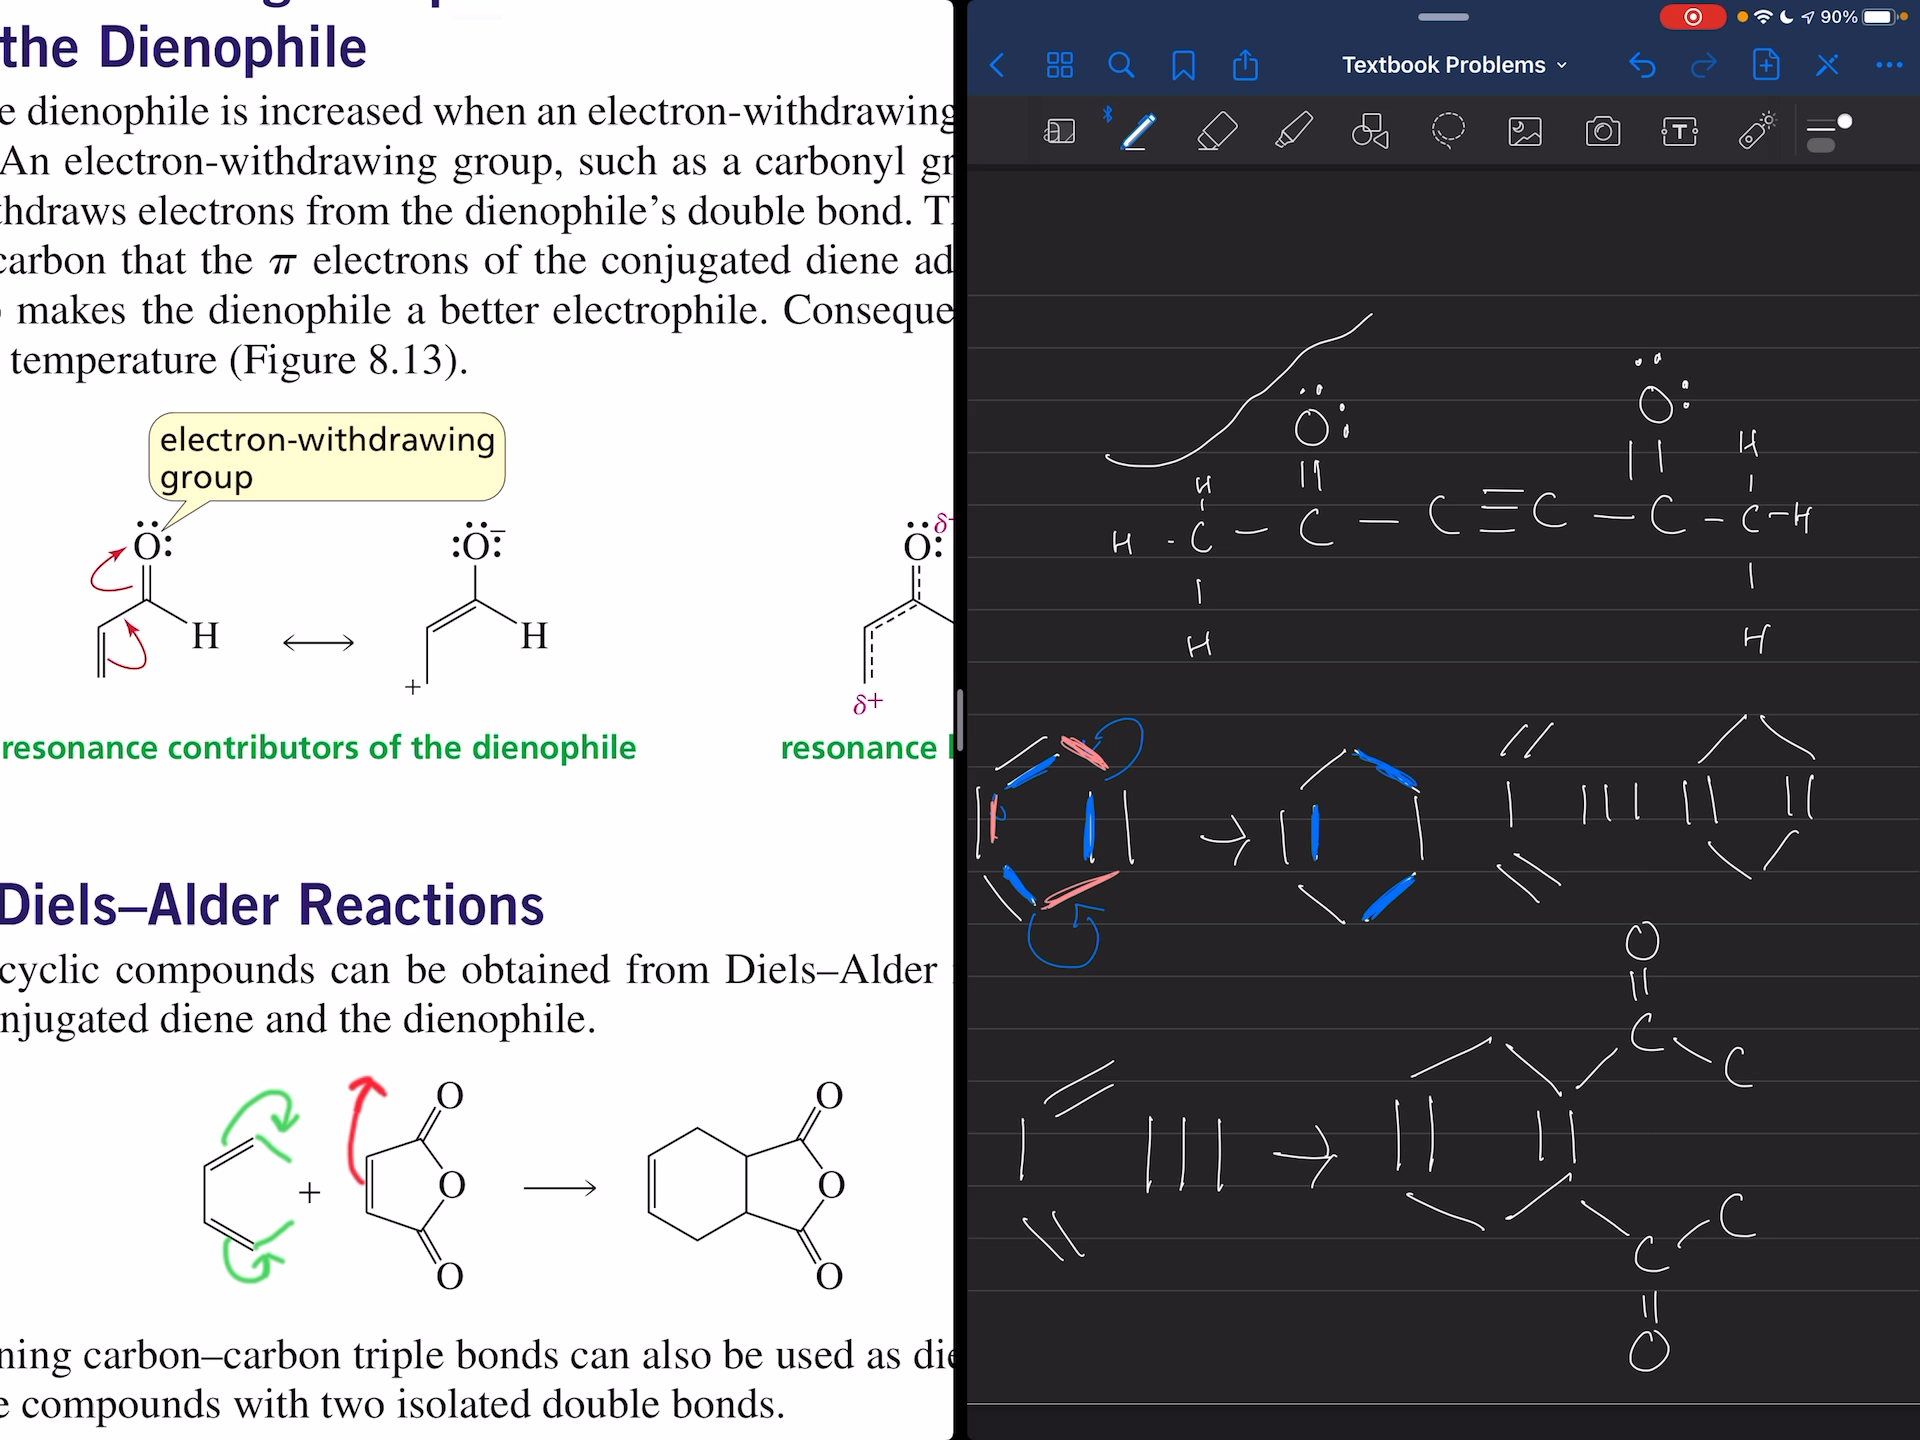 the Dienophile
e dienophile is increased when an electron-withdrawing
An electron-withdrawing group, such as a carbonyl gr
thdraws electrons from the dienophile's double bond. T
carbon that the π electrons of the conjugated diene ad
makes the dienophile a better electrophile. Conseque
temperature (Figure 8.13).
electron-withdrawing
group
O
H
O
−
H
+
O
δ−
δ+
resonance contributors of the dienophile
resonance
Diels–Alder Reactions
cyclic compounds can be obtained from Diels–Alder
njugated diene and the dienophile.
+
O
O
O
O
O
O
ning carbon–carbon triple bonds can also be used as die
e compounds with two isolated double bonds.
90%
Textbook Problems
T
O
O
H
H
H - C - C - C ≡ C - C - C - H
H
H
O
C
C
C
C
O